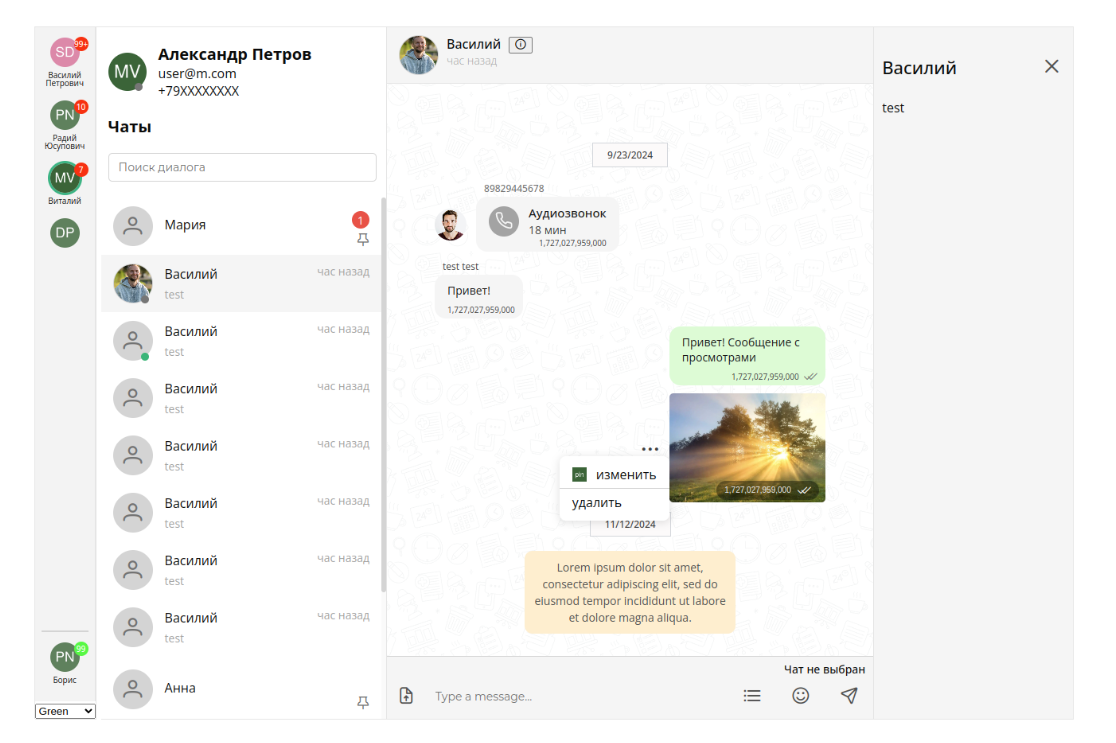 SD
99+
Василий
Петрович
PN
10
Радий
Юсупович
MV
7
Виталий
DP
PN
99
Борис
Green
MV
Александр Петров
user@m.com
+79XXXXXXXX
Чаты
Поиск диалога
Мария
1
Василий
час назад
test
Василий
час назад
test
Василий
час назад
test
Василий
час назад
test
Василий
час назад
test
Василий
час назад
test
Василий
час назад
test
Анна
Василий
час назад
9/23/2024
89829445678
Аудиозвонок
18 мин
1,727,027,959,000
test test
Привет!
1,727,027,959,000
Привет! Сообщение с
просмотрами
1,727,027,959,000
...
pin изменить
удалить
1,727,027,959,000
11/12/2024
Lorem ipsum dolor sit amet,
consectetur adipiscing elit, sed do
eiusmod tempor incididunt ut labore
et dolore magna aliqua.
Чат не выбран
Type a message...
Василий
test